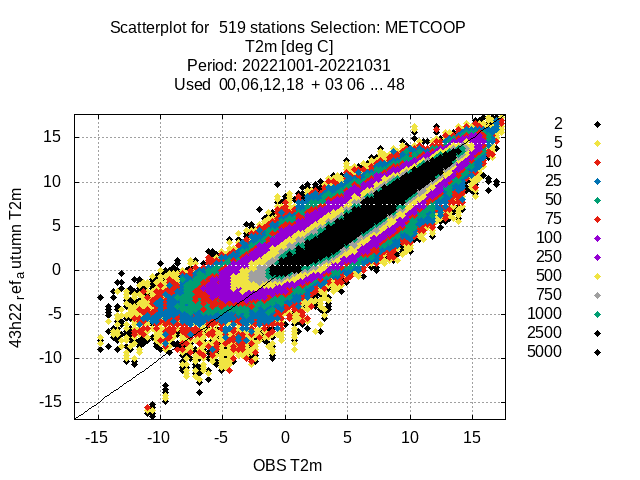 Scatterplot for 519 stations Selection: METCOOP
T2m [deg C]
Period: 20221001-20221031
Used 00,06,12,18 + 03 06 ... 48
43h22_ref_autumn T2m
15
10
5
0
-5
-10
-15
-15 -10 -5 0 5 10 15
OBS T2m
2
5
10
25
50
75
100
250
500
750
1000
2500
5000